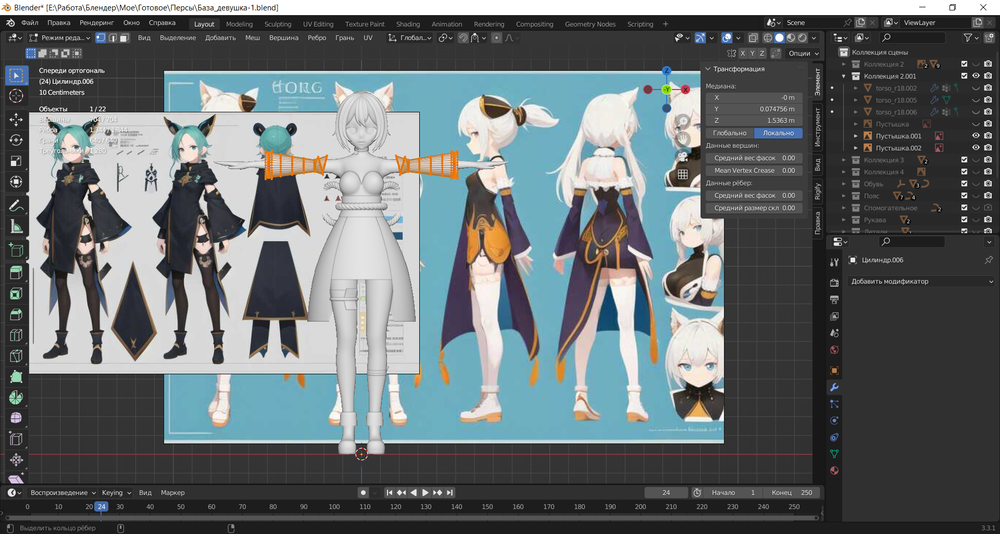 Blender* [E:\Работа\Блендер\Мое\Готовое\Персы\База_девушка-1.blend]
Файл Правка Рендеринг Окно Справка Layout Modeling Sculpting UV Editing Texture Paint Shading Animation Rendering Compositing Geometry Nodes Scripting + Scene ViewLayer
Режим реда... Вид Выделение Добавить Меш Вершина Ребро Грань UV Глобал...
X Y Z Опции
Спереди ортогональ
(24) Цилиндр.006
10 Centimeters
Объекты 1 / 22
Вершины 704 / 704
Рёбра 1,344 / 1,344
Грани 640 / 640
Треугольники 1,280
Z
-Y
X
Трансформация
Медиана:
X -0 m
Y 0.074756 m
Z 1.5363 m
Глобально Локально
Данные вершин:
Средний вес фасок 0.00
Mean Vertex Crease 0.00
Данные рёбер:
Средний вес фасок 0.00
Средний размер скл 0.00
Элемент
Инструмент
Вид
Rigify
Правка
Коллекция сцены
Коллекция 2 2 9
Коллекция 2.001
torso_r18.002
torso_r18.005
torso_r18.006
Пустышка
Пустышка.001
Пустышка.002
Коллекция 3 2
Коллекция 4
Обувь 3
Пояс 7 4
Спомогательное 2
Рукава 2
Детали
Цилиндр.006
Добавить модификатор
Воспроизведение Keying Вид Маркер 24 Начало 1 Конец 250
0 10 20 24 30 40 50 60 70 80 90 100 110 120 130 140 150 160 170 180 190 200 210 220 230 240 250
Выделить кольцо рёбер 3.3.1